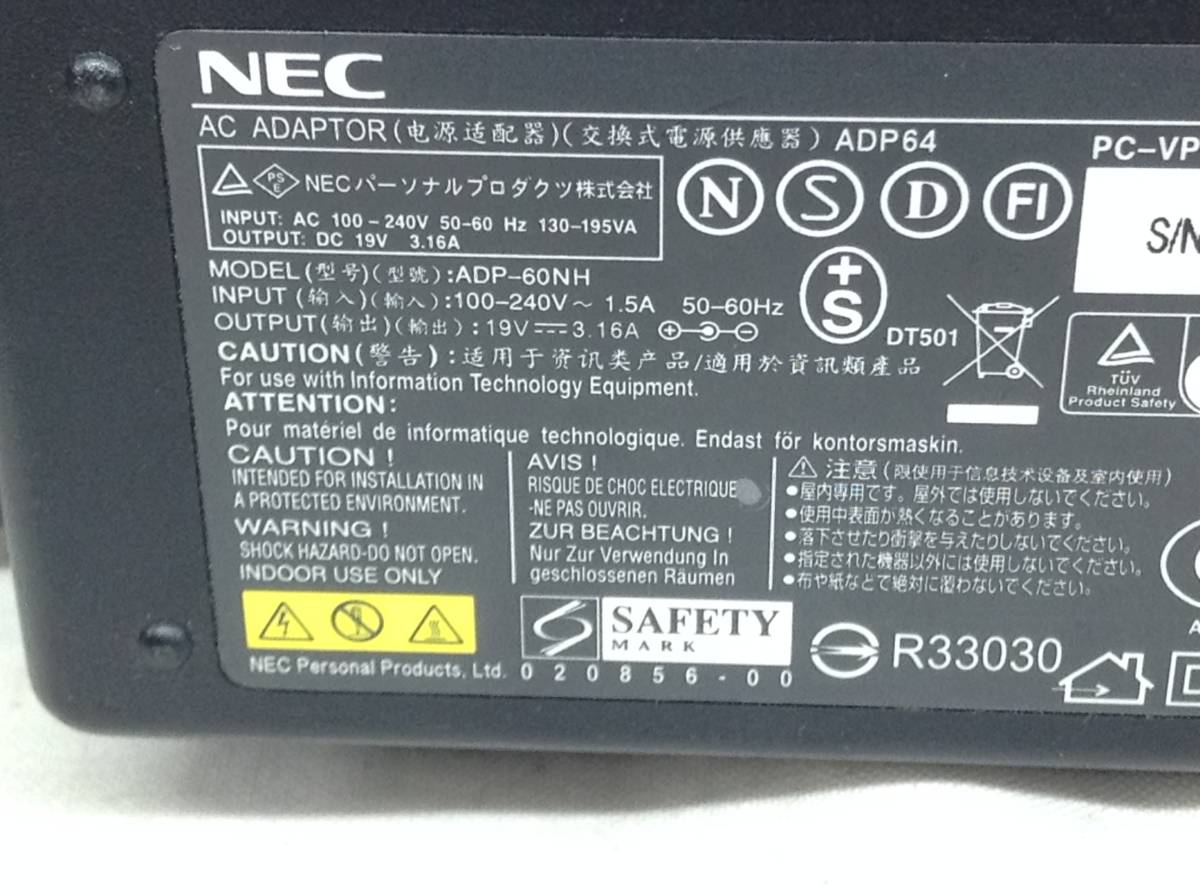 NEC
AC ADAPTOR(电源适配器)(交換式電源供應器) ADP64
PC-VP
PS E NECパーソナルプロダクツ株式会社
INPUT: AC 100-240V 50-60 Hz 130-195VA
OUTPUT: DC 19V 3.16A
N S D FI
S/N
MODEL(型号)(型號):ADP-60NH
INPUT(输入)(輸入):100-240V~ 1.5A 50-60Hz
OUTPUT(输出)(輸出):19V⎓3.16A
+S
DT501
TÜV
Rheinland
Product Safety
CAUTION(警告):适用于资讯类产品/適用於資訊類產品
For use with Information Technology Equipment.
ATTENTION:
Pour matériel de informatique technologique. Endast för kontorsmaskin.
CAUTION !
INTENDED FOR INSTALLATION IN
A PROTECTED ENVIRONMENT.
WARNING !
SHOCK HAZARD-DO NOT OPEN.
INDOOR USE ONLY
AVIS !
RISQUE DE CHOC ELECTRIQUE
-NE PAS OUVRIR.
ZUR BEACHTUNG !
Nur Zur Verwendung In
geschlossenen Räumen
⚠注意(限使用于信息技术设备及室内使用)
●屋内専用です。屋外では使用しないでください。
●使用中表面が熱くなることがあります。
●落下させたり衝撃を与えたりしないでください。
●指定された機器以外には使用しないでください。
●布や紙などで絶対に覆わないでください。
NEC Personal Products, Ltd.
SAFETY
MARK
020856-00
R33030